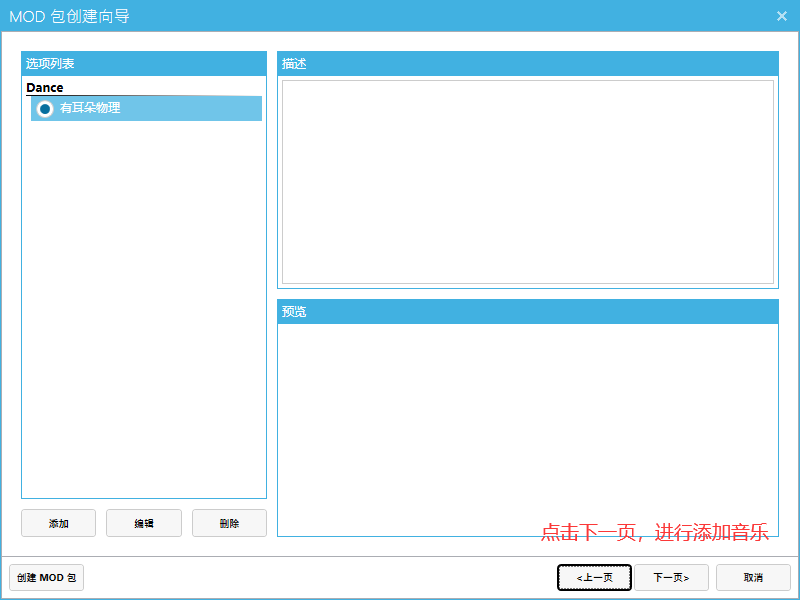 MOD 包创建向导
选项列表
Dance
有耳朵物理
添加
编辑
删除
描述
预览
点击下一页，进行添加音乐
创建 MOD 包
<上一页
下一页>
取消